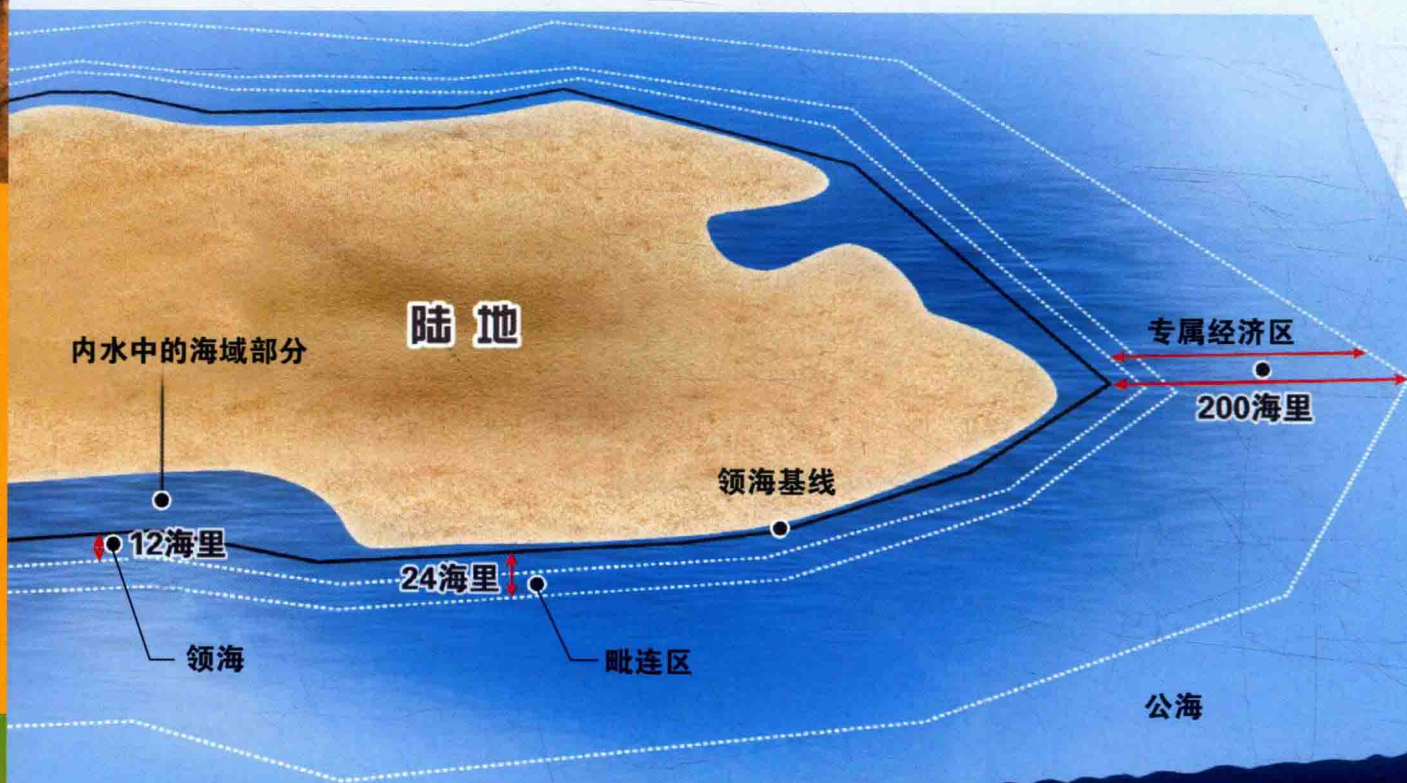 陆地
专属经济区
内水中的海域部分
200海里
领海基线
12海里
24海里
领海
毗连区
公海